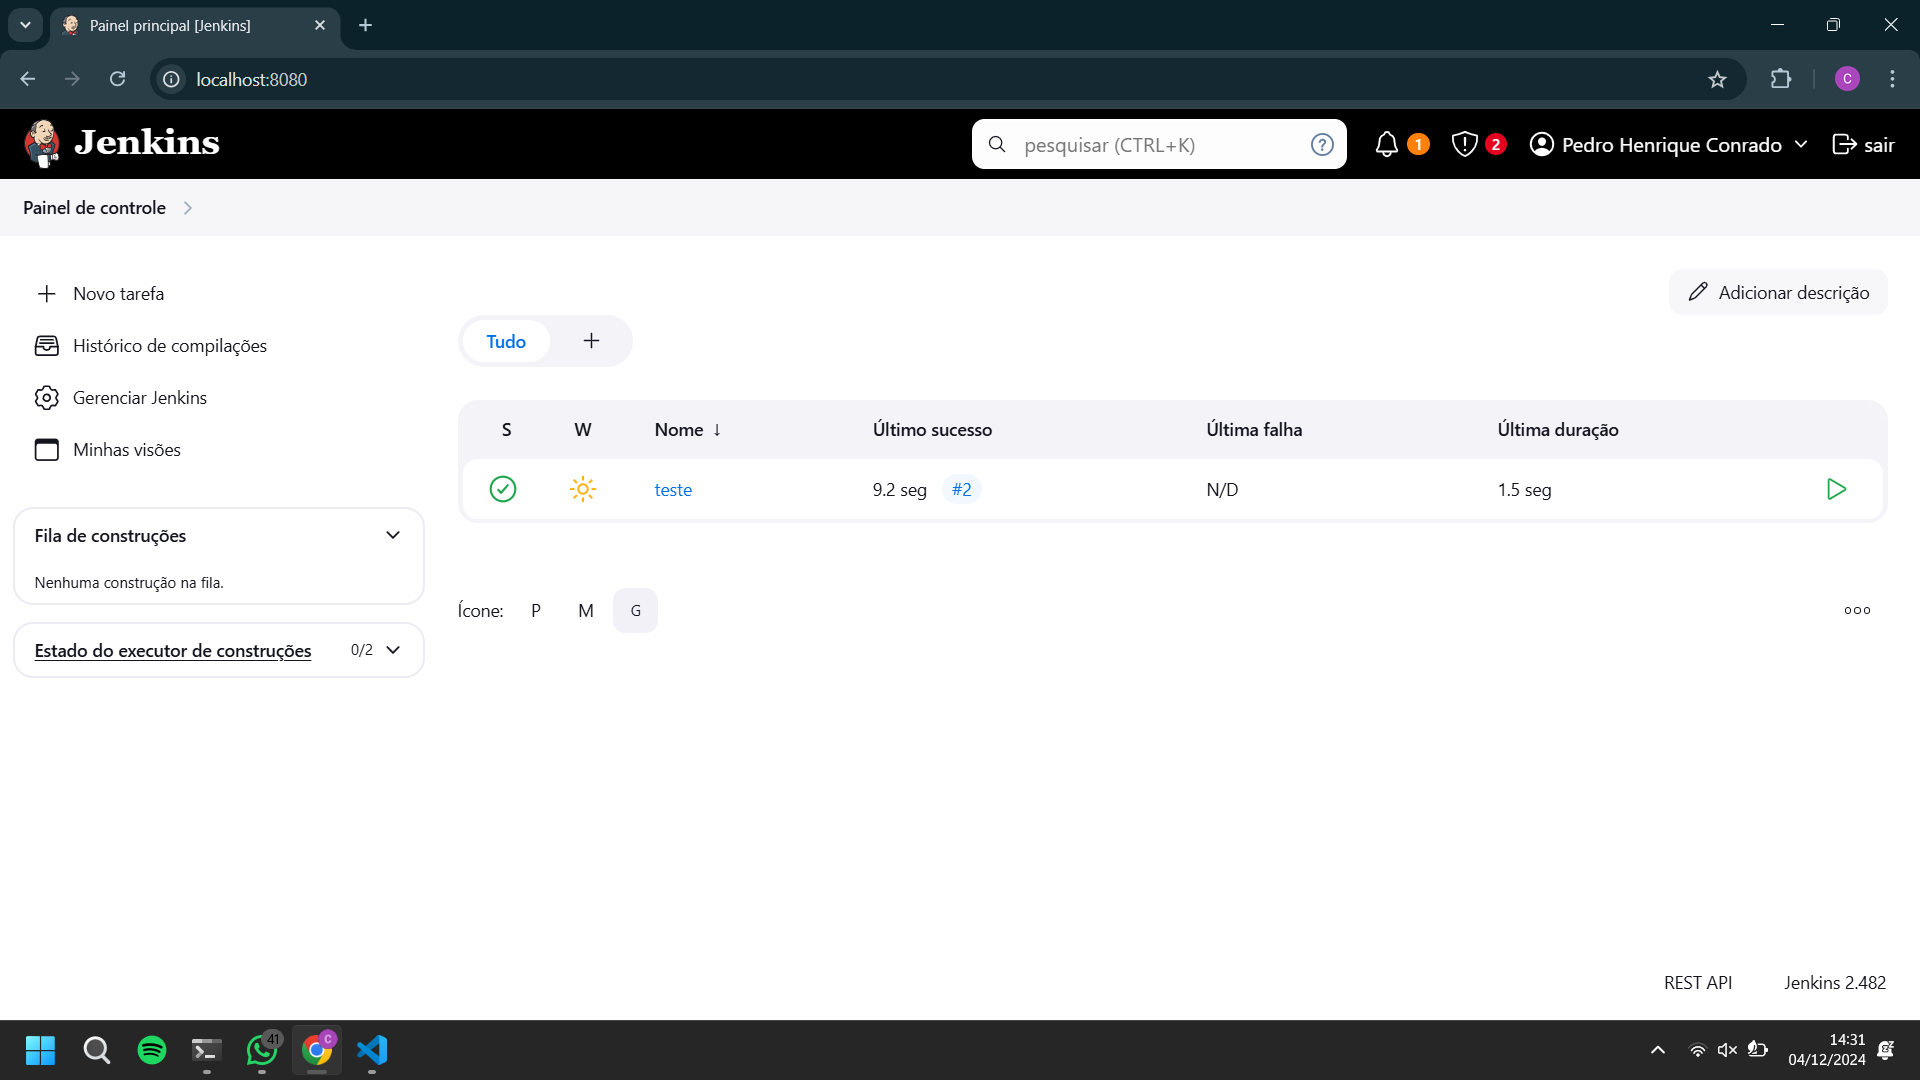 Painel principal [Jenkins]
localhost:8080
C
Jenkins
pesquisar (CTRL+K)
?
1
2
Pedro Henrique Conrado
sair
Painel de controle
Novo tarefa
Histórico de compilações
Gerenciar Jenkins
Minhas visões
Fila de construções
Nenhuma construção na fila.
Estado do executor de construções 0/2
Adicionar descrição
Tudo
S W Nome ↓ Último sucesso Última falha Última duração
teste 9.2 seg #2 N/D 1.5 seg
Ícone: P M G
REST API Jenkins 2.482
41
C
14:31
04/12/2024